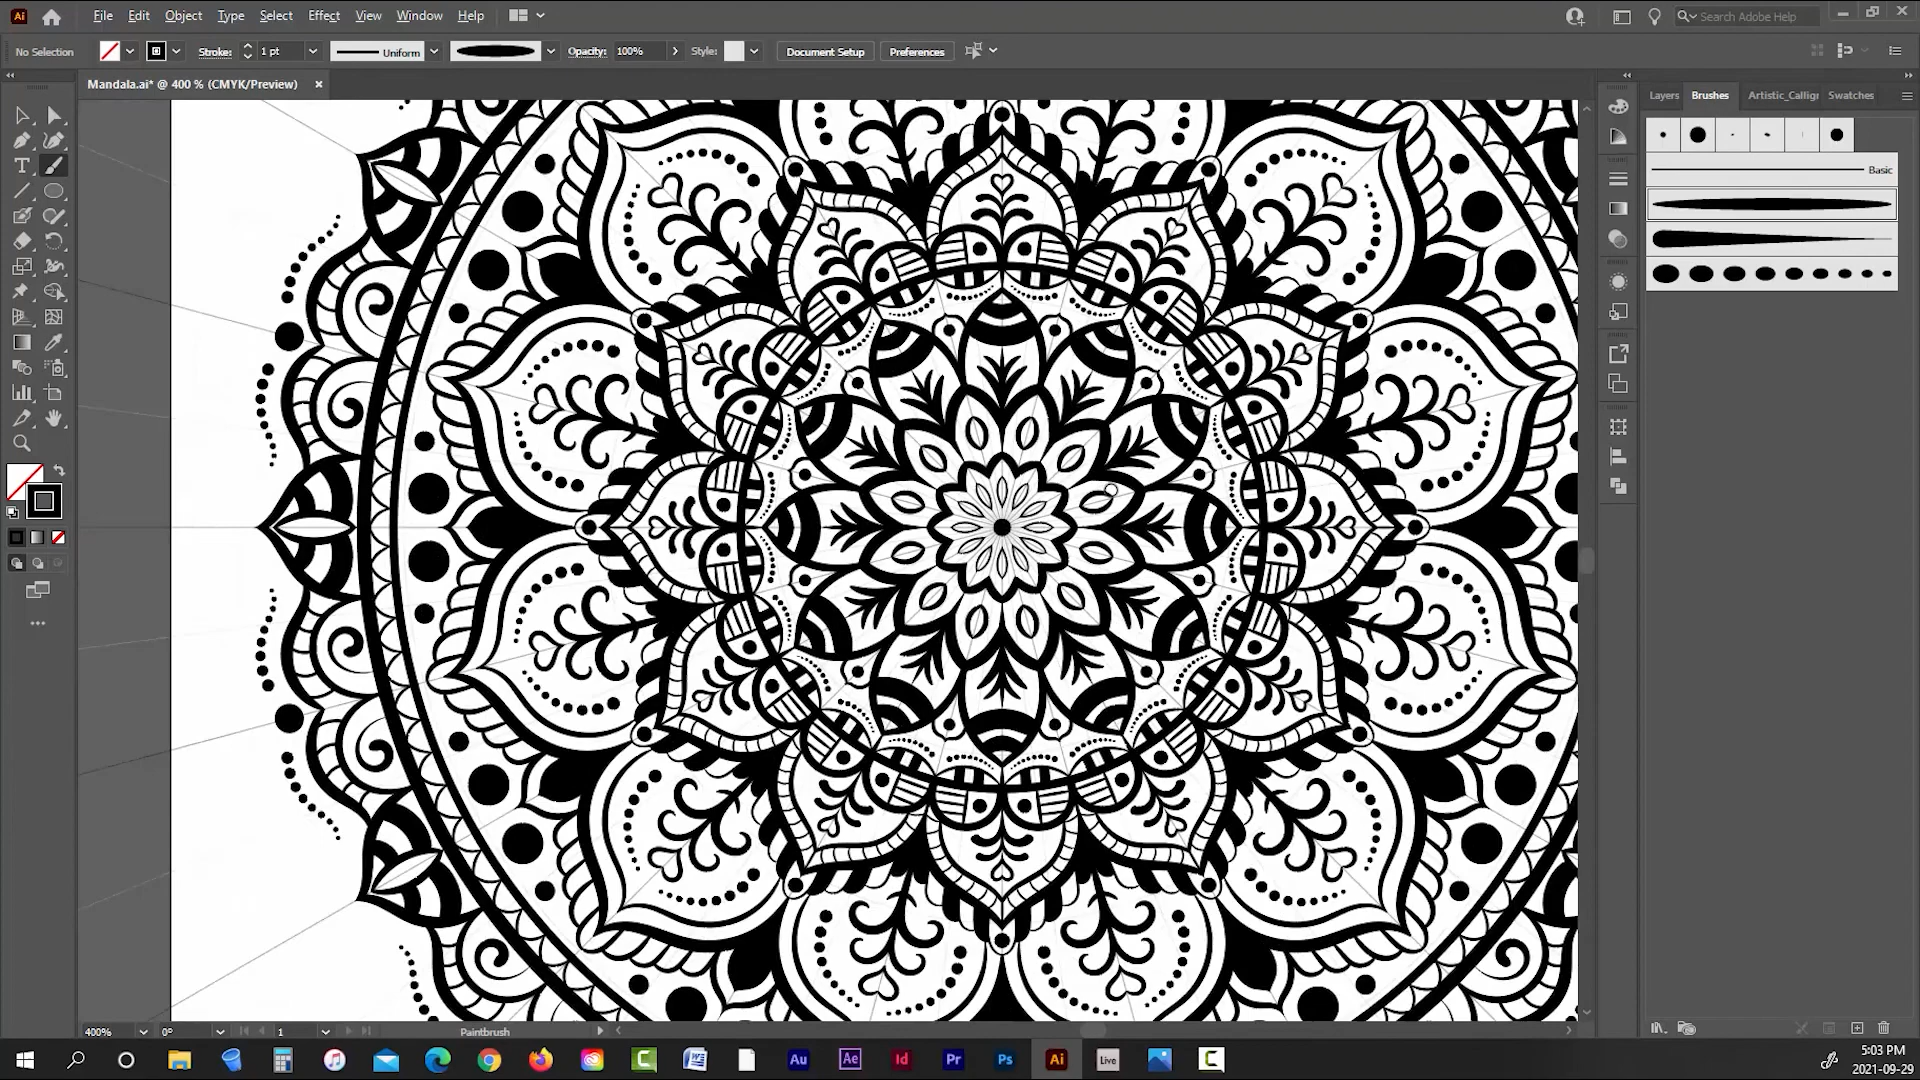 Ai File Edit Object Type Select Effect View Window Help Search Adobe Help
No Selection Stroke: 1 pt Uniform Opacity: 100% Style: Document Setup Preferences
Mandala.ai* @ 400 % (CMYK/Preview) ×
Layers Brushes Artistic_Calligr Swatches
Basic
400% 0° 1 Paintbrush
Au Ae Id Pr Ps Ai Live
5:03 PM
2021-09-29